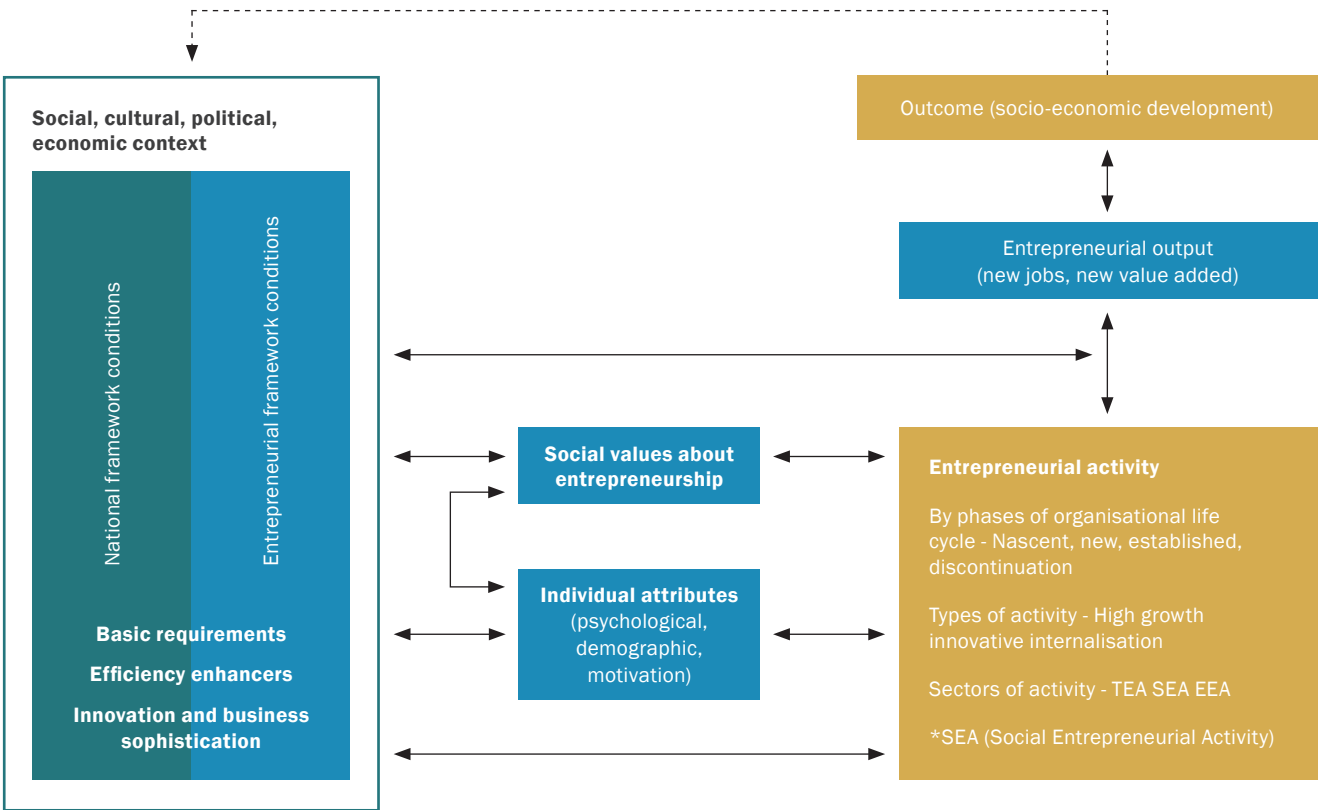 Social, cultural, political,
economic context
National framework conditions
Entrepreneurial framework conditions
Basic requirements
Efficiency enhancers
Innovation and business
sophistication
Social values about
entrepreneurship
Individual attributes
(psychological,
demographic,
motivation)
Outcome (socio-economic development)
Entrepreneurial output
(new jobs, new value added)
Entrepreneurial activity
By phases of organisational life
cycle - Nascent, new, established,
discontinuation
Types of activity - High growth
innovative internalisation
Sectors of activity - TEA SEA EEA
*SEA (Social Entrepreneurial Activity)